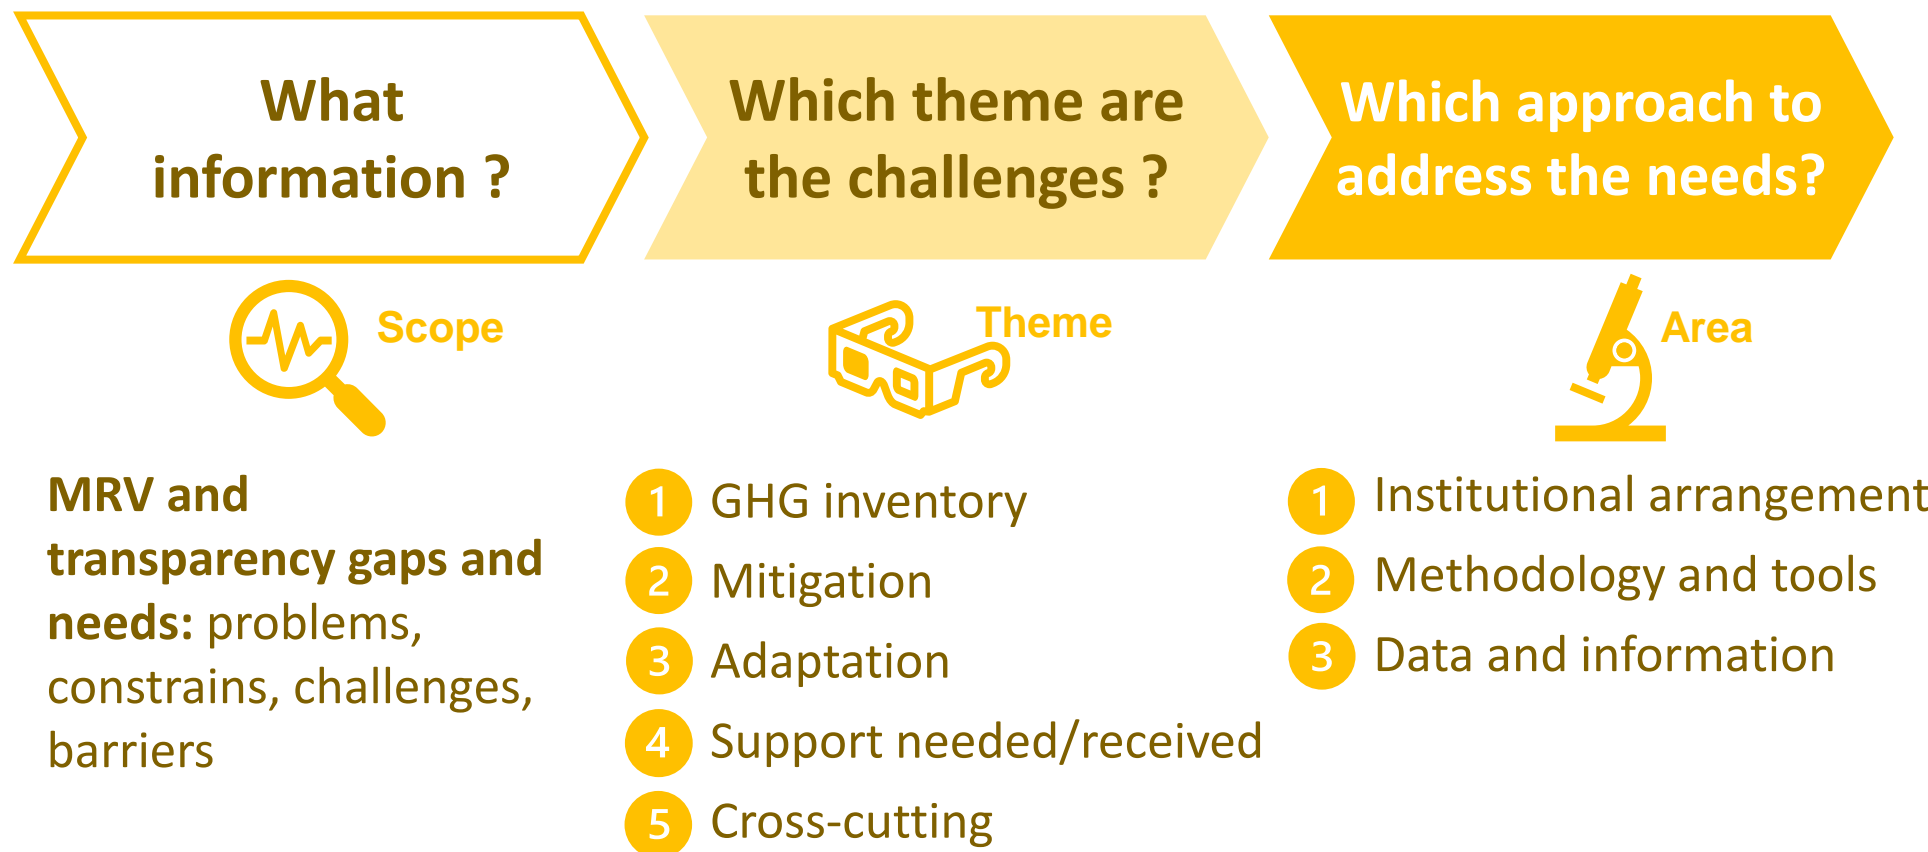 What
information ?
Which theme are
the challenges ?
Which approach to
address the needs?
Scope
Theme
Area
MRV and
transparency gaps and
needs: problems,
constrains, challenges,
barriers
1 GHG inventory
2 Mitigation
3 Adaptation
4 Support needed/received
5 Cross-cutting
1 Institutional arrangement
2 Methodology and tools
3 Data and information